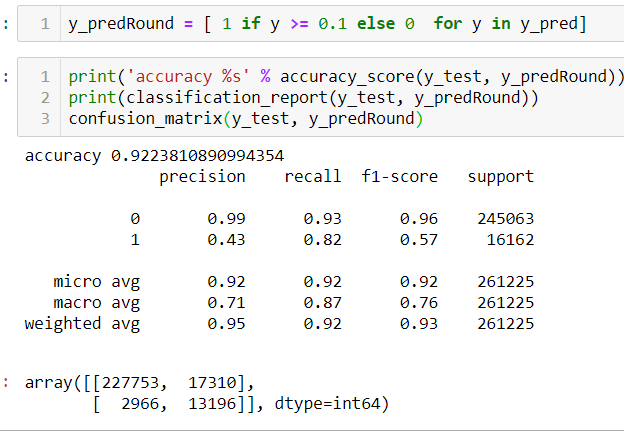 : 1 y_predRound = [ 1 if y >= 0.1 else 0  for y in y_pred]
: 1 print('accuracy %s' % accuracy_score(y_test, y_predRound))
2 print(classification_report(y_test, y_predRound))
3 confusion_matrix(y_test, y_predRound)
accuracy 0.9223810890994354
precision recall f1-score support
0 0.99 0.93 0.96 245063
1 0.43 0.82 0.57 16162
micro avg 0.92 0.92 0.92 261225
macro avg 0.71 0.87 0.76 261225
weighted avg 0.95 0.92 0.93 261225
: array([[227753, 17310],
[ 2966, 13196]], dtype=int64)